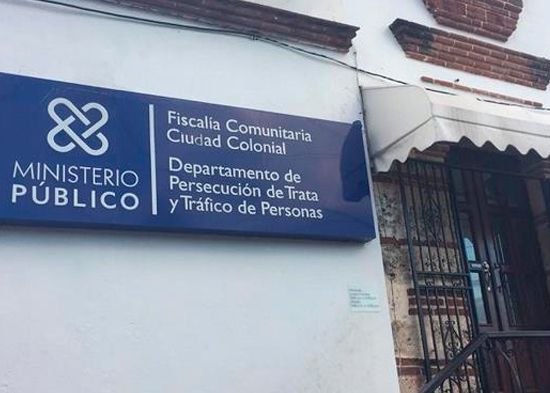 MINISTERIO
PÚBLICO
Fiscalía Comunitaria
Ciudad Colonial
Departamento de
Persecución de Trata
y Tráfico de Personas